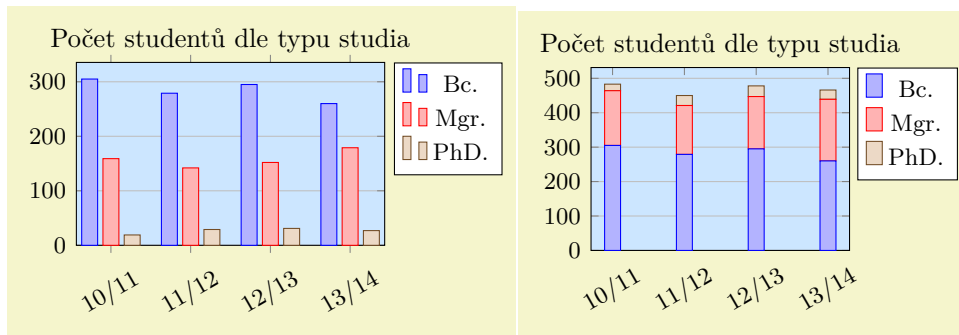 Počet studentů dle typu studia
300
200
100
0
10/11
11/12
12/13
13/14
Bc.
Mgr.
PhD.
Počet studentů dle typu studia
500
400
300
200
100
0
10/11
11/12
12/13
13/14
Bc.
Mgr.
PhD.